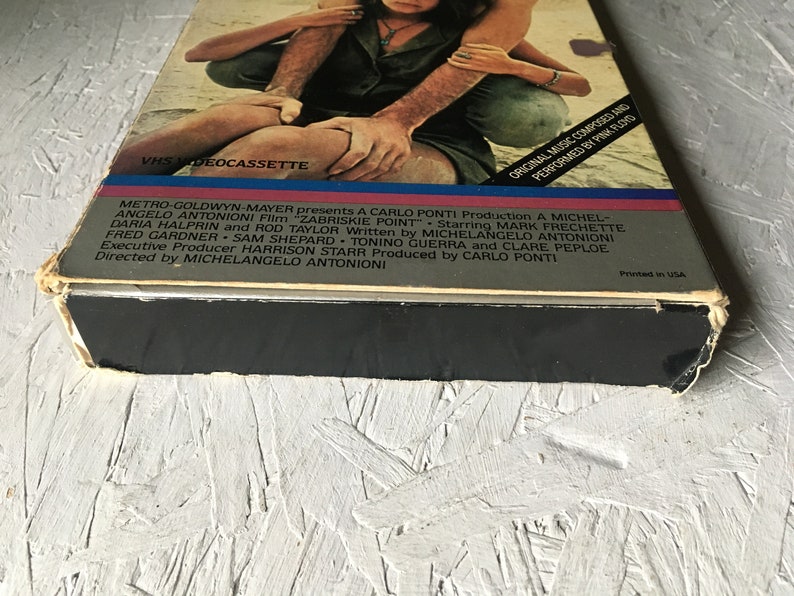 ORIGINAL MUSIC COMPOSED AND
PERFORMED BY PINK FLOYD
VHS VIDEOCASSETTE
METRO-GOLDWYN-MAYER presents A CARLO PONTI Production A MICHEL-
ANGELO ANTONIONI Film "ZABRISKIE POINT" • Starring MARK FRECHETTE
DARIA HALPRIN and ROD TAYLOR Written by MICHELANGELO ANTONIONI
FRED GARDNER • SAM SHEPARD • TONINO GUERRA and CLARE PEPLOE
Executive Producer HARRISON STARR Produced by CARLO PONTI
Directed by MICHELANGELO ANTONIONI
Printed in USA